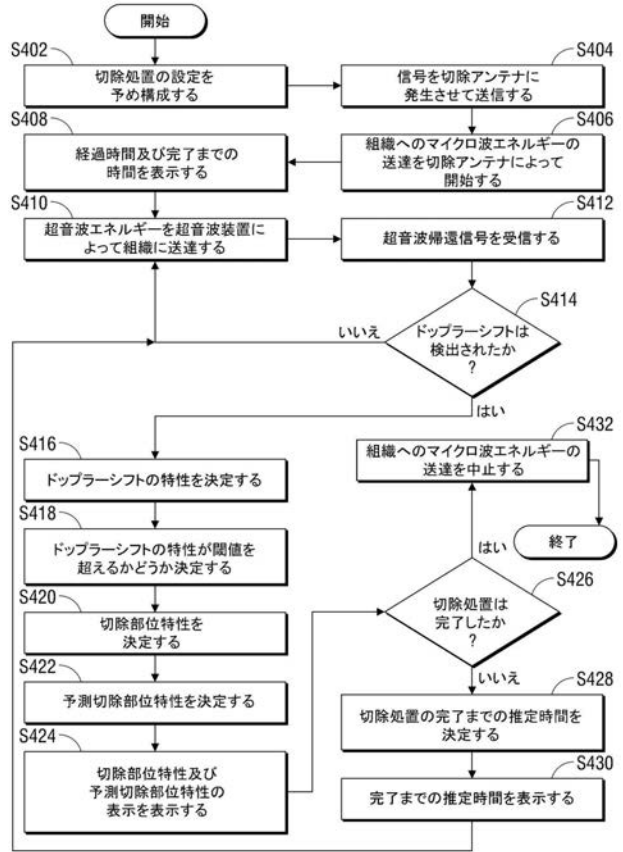 開始
S402
切除処置の設定を
予め構成する
S404
信号を切除アンテナに
発生させて送信する
S406
組織へのマイクロ波エネルギーの
送達を切除アンテナによって
開始する
S408
経過時間及び完了までの
時間を表示する
S410
超音波エネルギーを超音波装置に
よって組織に送達する
S412
超音波帰還信号を受信する
S414
ドップラーシフトは
検出されたか
?
いいえ
はい
S416
ドップラーシフトの特性を決定する
S418
ドップラーシフトの特性が閾値を
超えるかどうか決定する
S420
切除部位特性を
決定する
S422
予測切除部位特性を決定する
S424
切除部位特性及び
予測切除部位特性の
表示を表示する
S426
切除処置は
完了したか
?
はい
いいえ
S432
組織へのマイクロ波エネルギーの
送達を中止する
終了
S428
切除処置の完了までの推定時間を
決定する
S430
完了までの推定時間を表示する